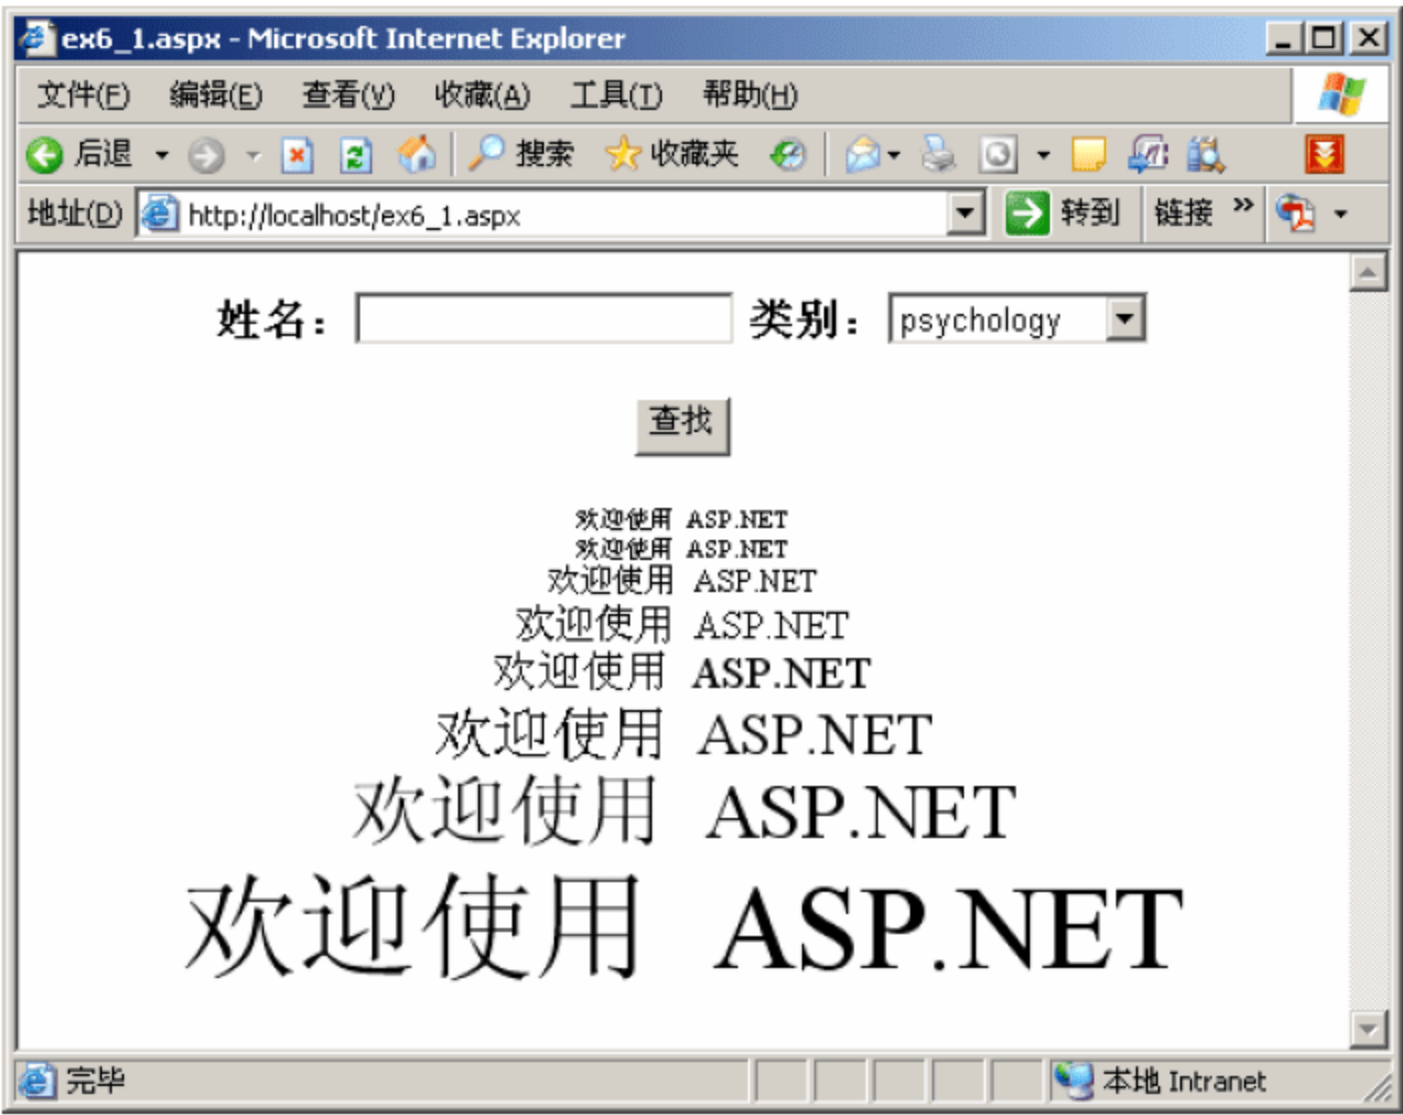 ex6_1.aspx - Microsoft Internet Explorer
文件(F) 编辑(E) 查看(V) 收藏(A) 工具(T) 帮助(H)
后退 搜索 收藏夹
地址(D) http://localhost/ex6_1.aspx 转到 链接 »
姓名： 类别： psychology
查找
欢迎使用 ASP.NET
欢迎使用 ASP.NET
欢迎使用 ASP.NET
欢迎使用 ASP.NET
欢迎使用 ASP.NET
欢迎使用 ASP.NET
欢迎使用 ASP.NET
欢迎使用 ASP.NET
完毕 本地 Intranet